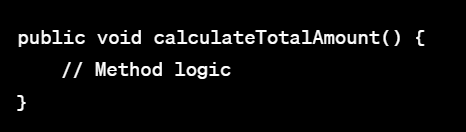 public void calculateTotalAmount() {
    // Method logic
}